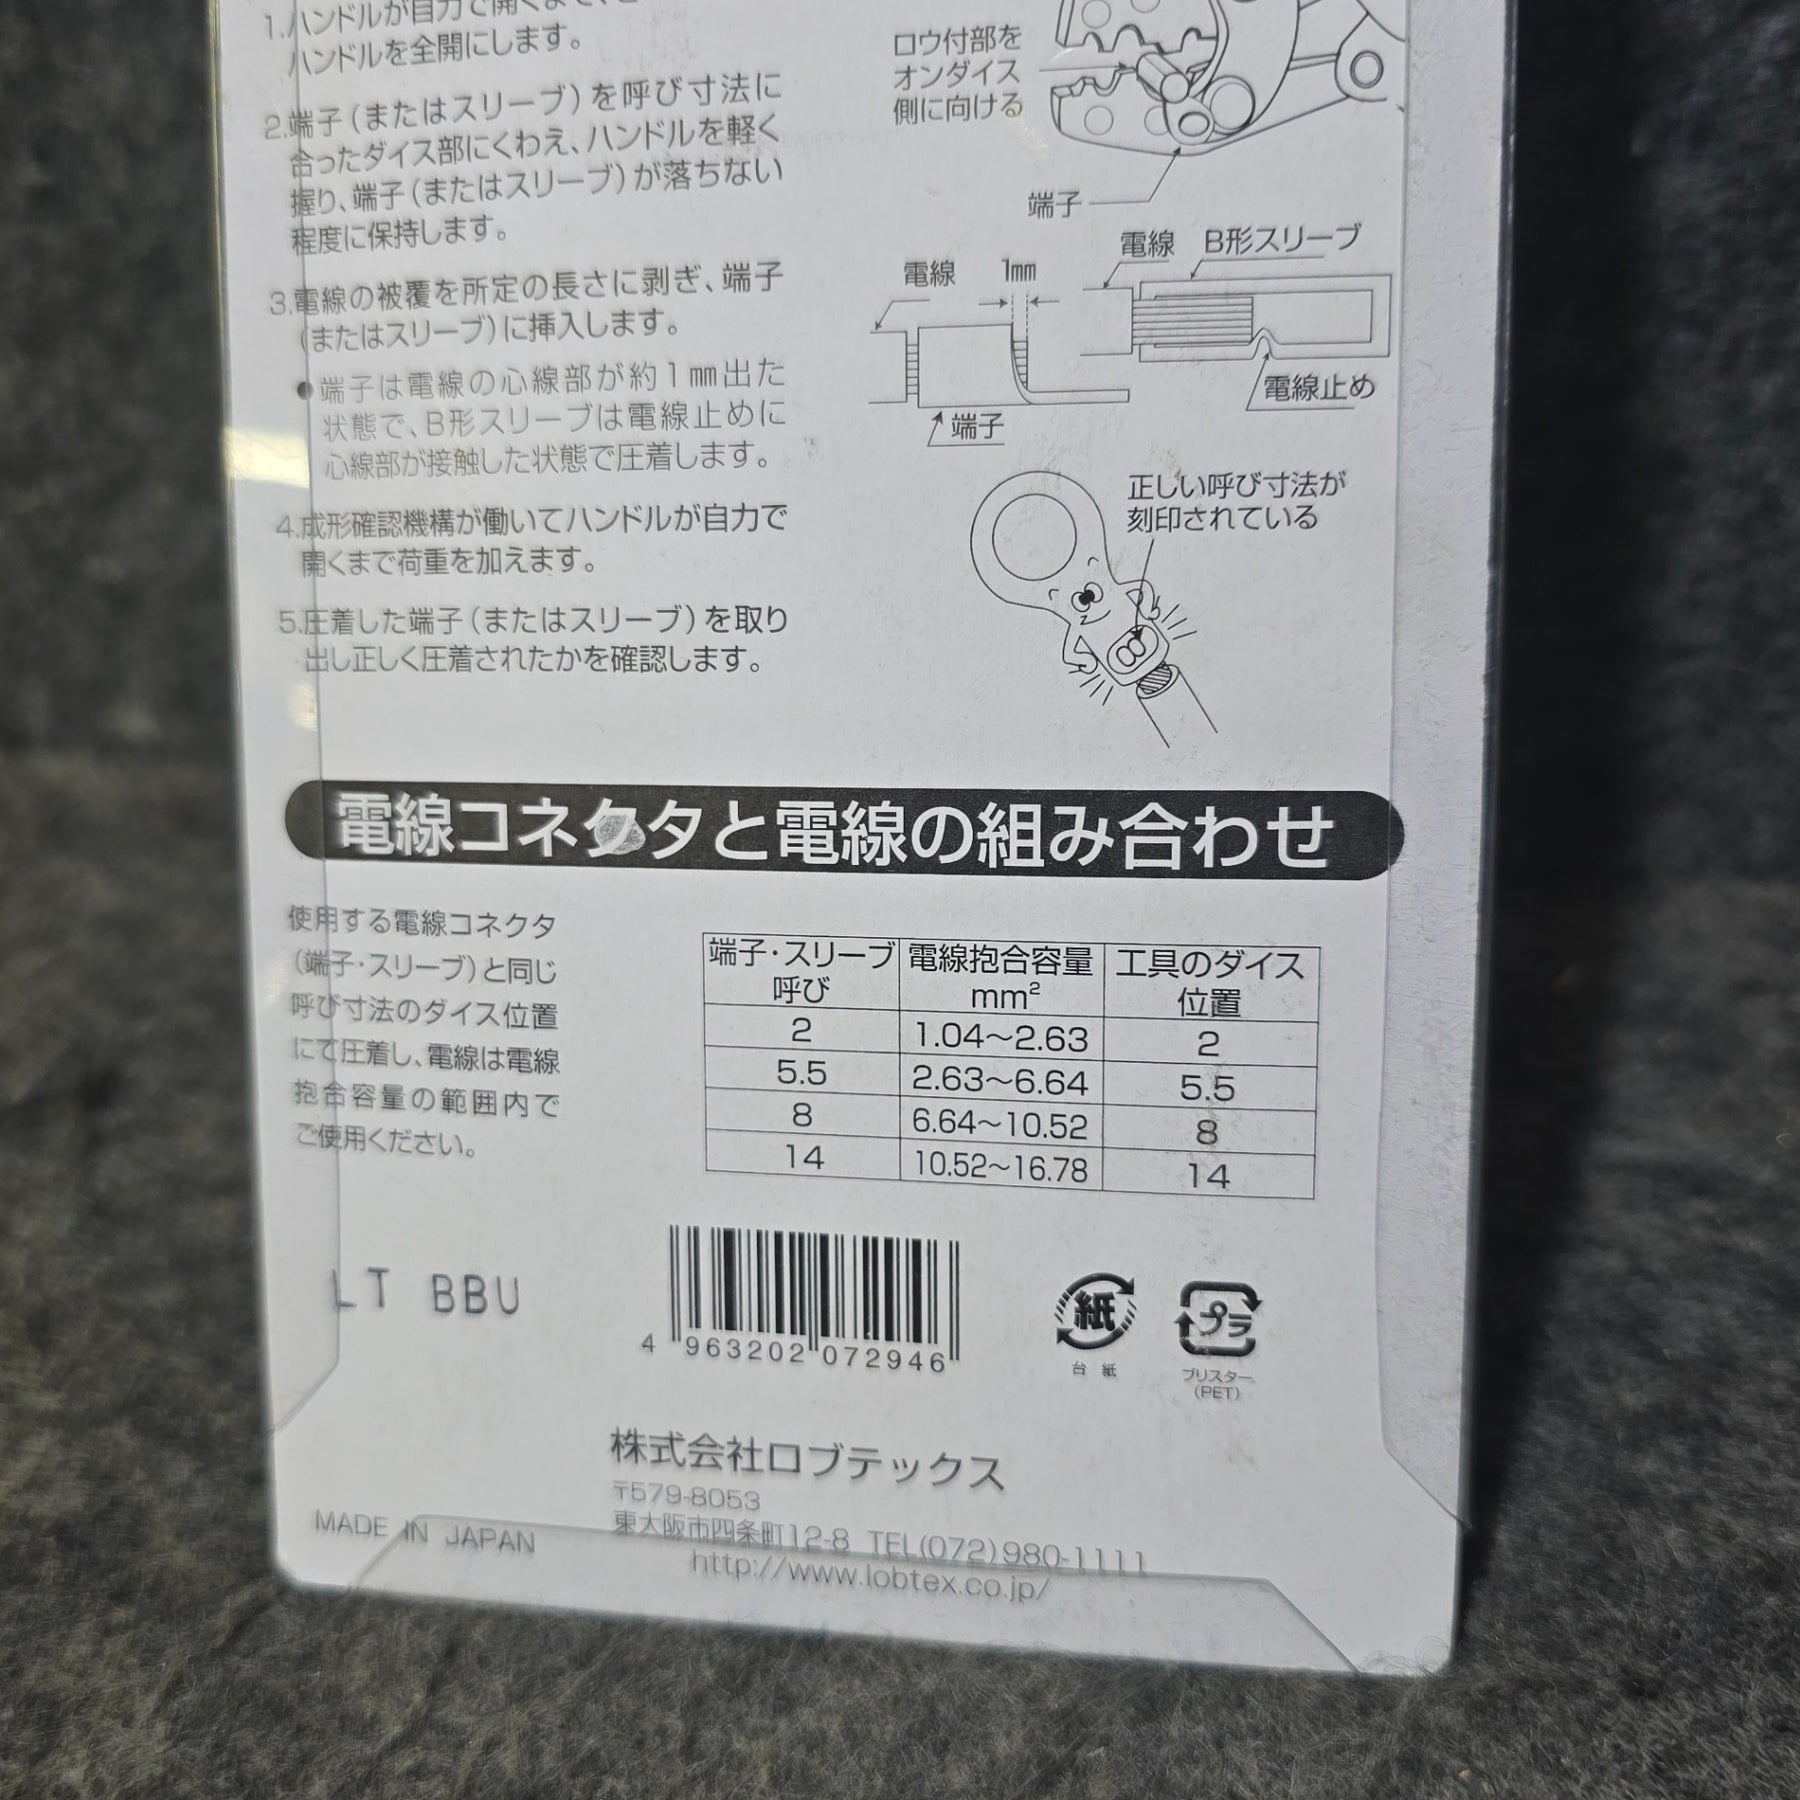 1.ハンドルが自力で開くまで、
ハンドルを全開にします。
2.端子(またはスリーブ)を呼び寸法に
合ったダイス部にくわえ、ハンドルを軽く
握り、端子(またはスリーブ)が落ちない
程度に保持します。
3.電線の被覆を所定の長さに剥ぎ、端子
(またはスリーブ)に挿入します。
●端子は電線の心線部が約1mm出た
状態で、B形スリーブは電線止めに
心線部が接触した状態で圧着します。
4.成形確認機構が働いてハンドルが自力で
開くまで荷重を加えます。
5.圧着した端子(またはスリーブ)を取り
出し正しく圧着されたかを確認します。
ロウ付部を
オンダイス
側に向ける
端子
電線 1mm
電線 B形スリーブ
端子
電線止め
正しい呼び寸法が
刻印されている
8
電線コネクタと電線の組み合わせ
使用する電線コネクタ
(端子・スリーブ)と同じ
呼び寸法のダイス位置
にて圧着し、電線は電線
抱合容量の範囲内で
ご使用ください。
端子・スリーブ 電線抱合容量 工具のダイス
呼び mm² 位置
2 1.04〜2.63 2
5.5 2.63〜6.64 5.5
8 6.64〜10.52 8
14 10.52〜16.78 14
LT BBU
4 963202 072946
紙
台紙
プラ
ブリスター
(PET)
株式会社ロブテックス
〒579-8053
東大阪市四条町12-8 TEL(072)980-1111
http://www.lobtex.co.jp/
MADE IN JAPAN